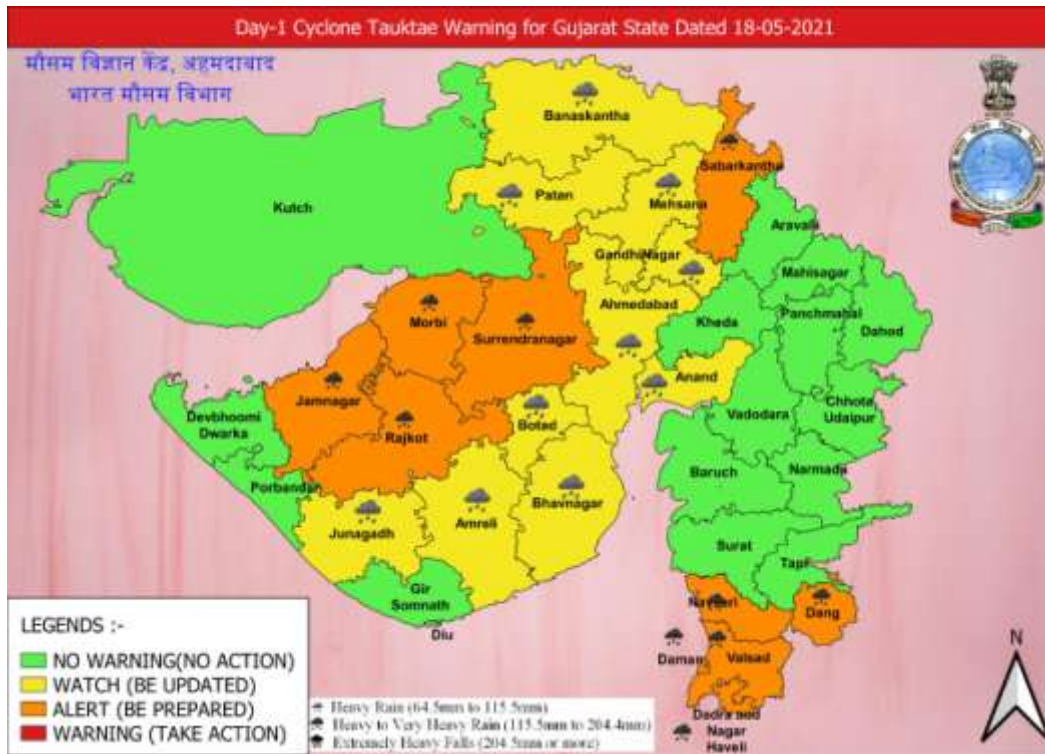 Day-1 Cyclone Tauktae Warning for Gujarat State Dated 18-05-2021
मौसम विज्ञान केंद्र, अहमदाबाद
भारत मौसम विभाग
Banaskantha
Sabarkantha
Patan
Mehsana
Kutch
Aravali
Gandhi Nagar
Mahisagar
Ahmedabad
Panchmahal
Kheda
Dahod
Morbi
Surrendranagar
Anand
Jamnagar
Chhota
Udaipur
Vadodara
Devbhoomi
Dwarka
Rajkot
Botad
Baruch
Narmada
Porbandar
Bhavnagar
Junagadh
Amreli
Surat
Tapi
Gir
Somnath
Diu
Navsari
Dang
Daman
Valsad
Dadra and
Nagar
Haveli
N
LEGENDS :-
NO WARNING(NO ACTION)
WATCH (BE UPDATED)
ALERT (BE PREPARED)
WARNING (TAKE ACTION)
Heavy Rain (64.5mm to 115.5mm)
Heavy to Very Heavy Rain (115.5mm to 204.4mm)
Extremely Heavy Falls (204.5mm or more)